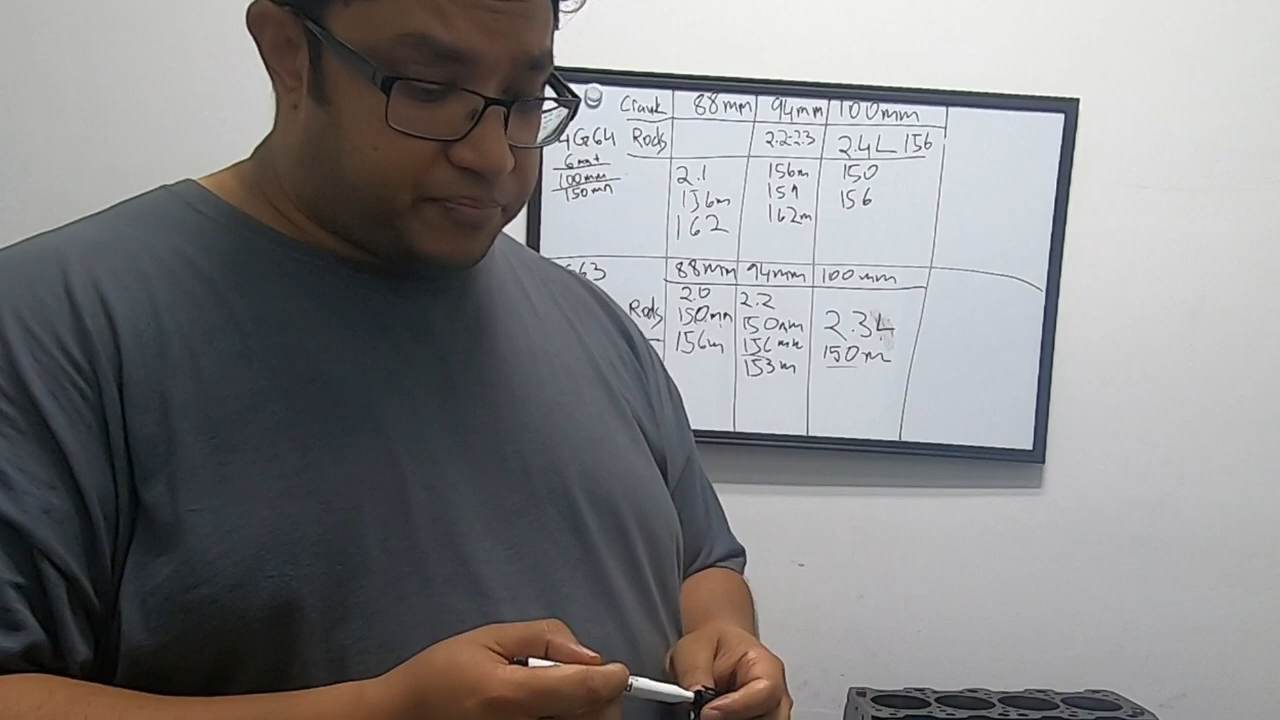 Crank 88mm 94mm 100mm
4G64 Rods 2.2-2.3 2.4L 156
100mm
150mm
2.1 156m 150
156m 159 156
162 162m
G63 88mm 94mm 100mm
Rods 2.0 2.2 2.3L
150mm 150mm 150m
156m 156mm
153m